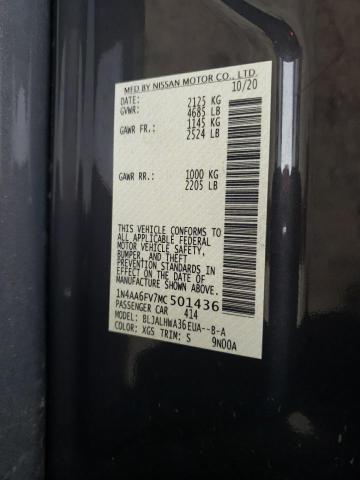 MFD BY NISSAN MOTOR CO., LTD.
DATE: 10/20
GVWR: 2125 KG
4685 LB
GAWR FR.: 1145 KG
2524 LB
GAWR RR.: 1000 KG
2205 LB
THIS VEHICLE CONFORMS TO
ALL APPLICABLE FEDERAL
MOTOR VEHICLE SAFETY,
BUMPER, AND THEFT
PREVENTION STANDARDS
IN EFFECT ON THE DATE OF
MANUFACTURE SHOWN ABOVE.
1N4AA6FV7MC501436
PASSENGER CAR 414
MODEL: BLJALHWA36EUA--B-A
COLOR: XGS TRIM: S 9N00A